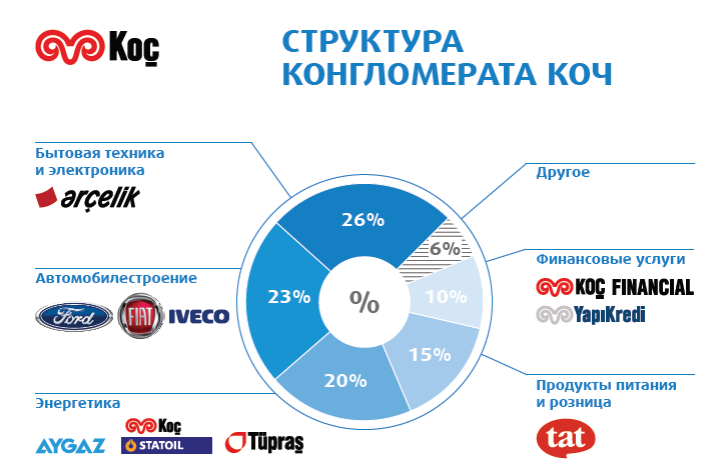 Koç
СТРУКТУРА
КОНГЛОМЕРАТА КОЧ
Бытовая техника
и электроника
arçelik
Автомобилестроение
Ford
FIAT
IVECO
Энергетика
AYGAZ
Koç
STATOIL
Tüpraş
26%
6%
23%
%
10%
15%
20%
Другое
Финансовые услуги
KOÇ FINANCIAL
YapıKredi
Продукты питания
и розница
tat